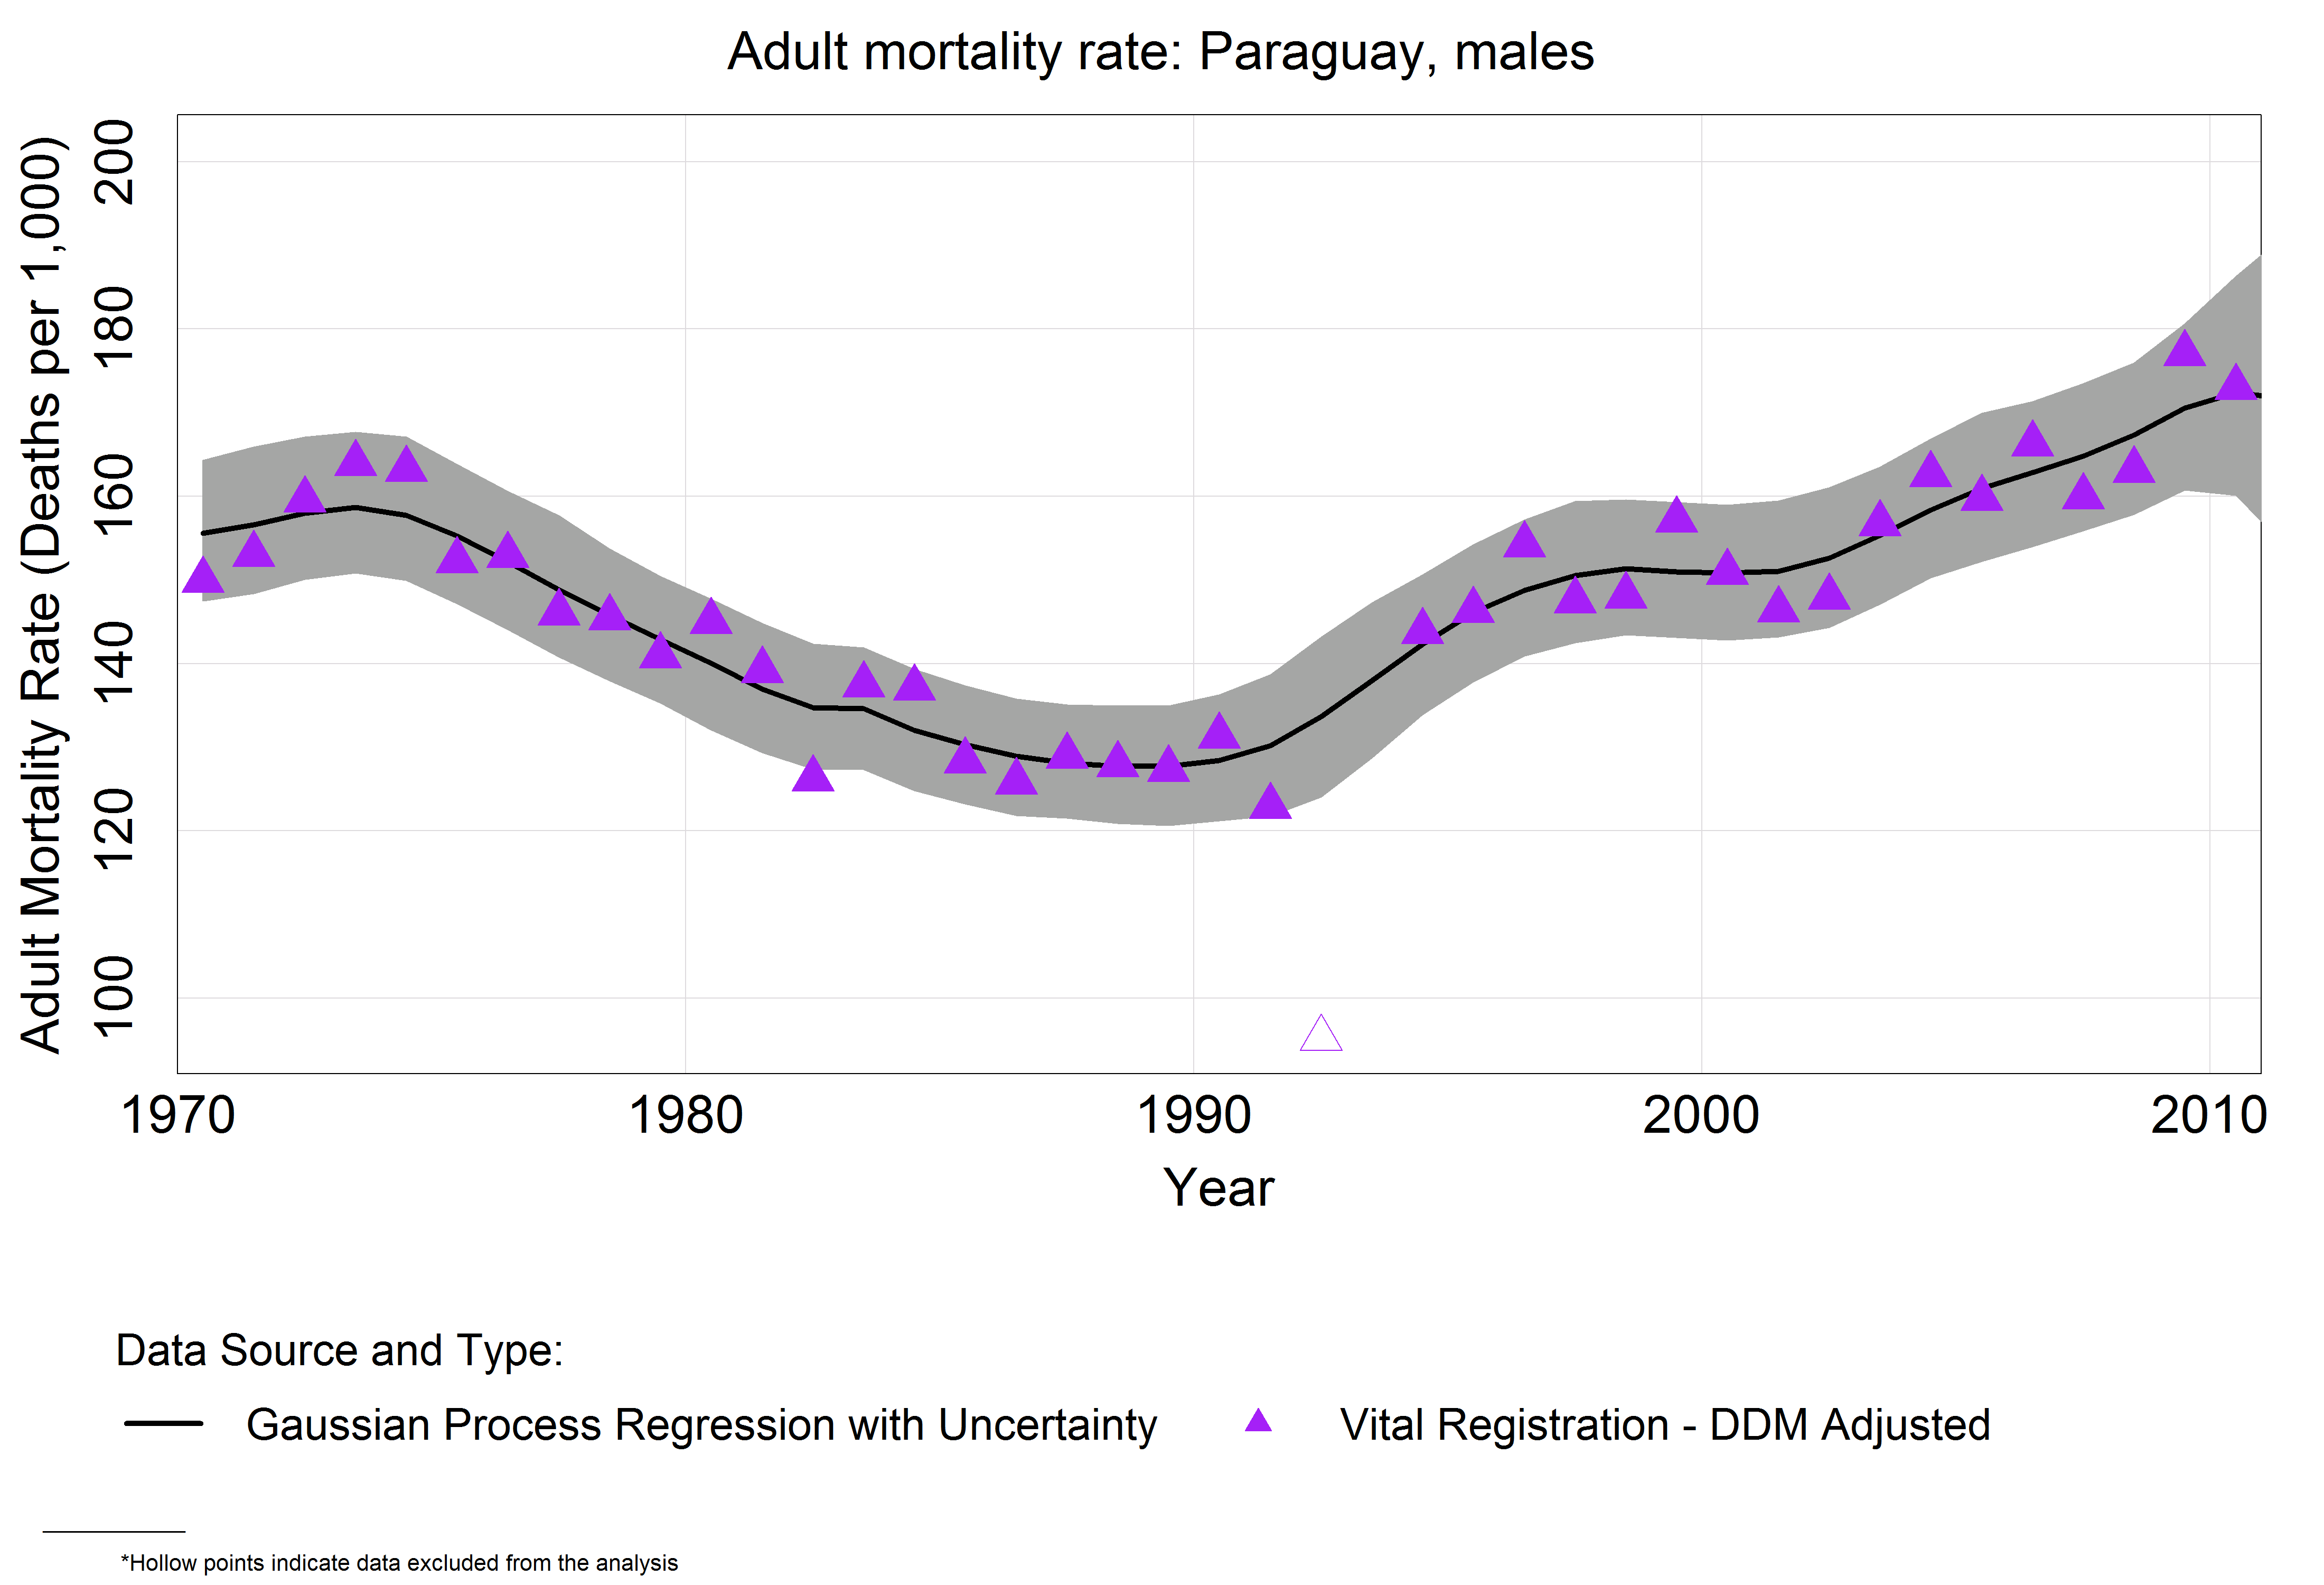 Adult mortality rate: Paraguay, males
Adult Mortality Rate (Deaths per 1,000)
200
180
160
140
120
100
1970 1980 1990 2000 2010
Year
Data Source and Type:
Gaussian Process Regression with Uncertainty Vital Registration - DDM Adjusted
*Hollow points indicate data excluded from the analysis